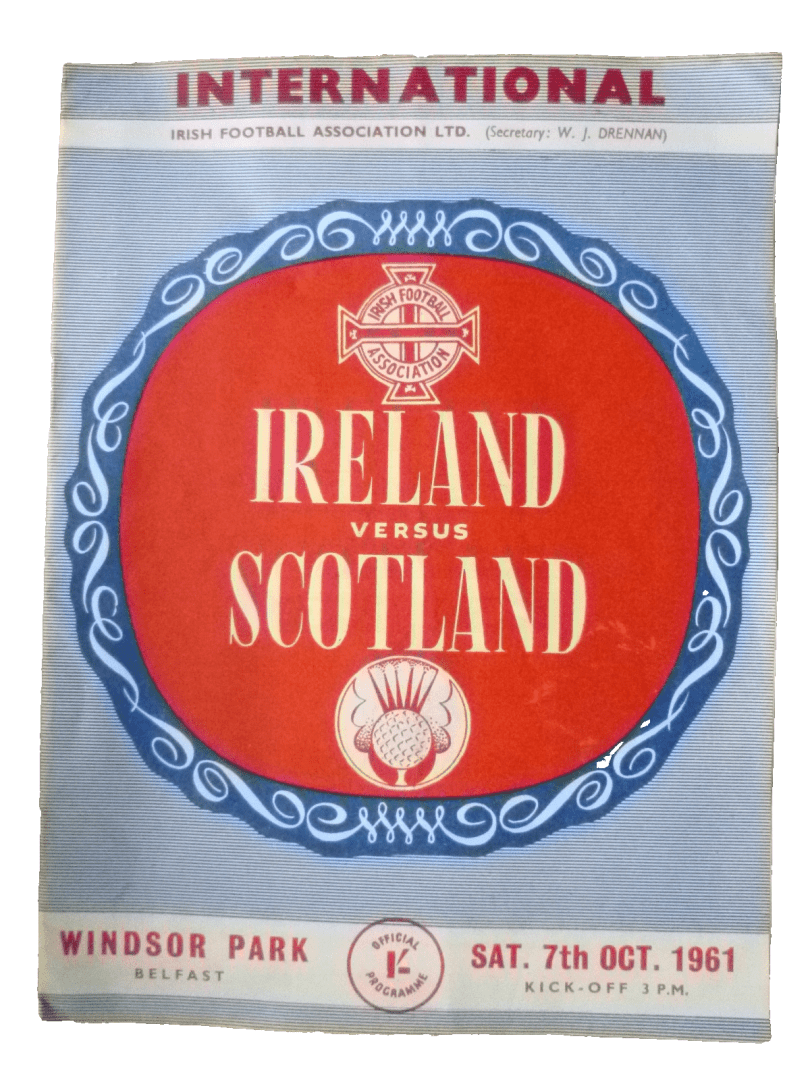 INTERNATIONAL
IRISH FOOTBALL ASSOCIATION LTD. (Secretary: W. J. DRENNAN)
IRISH FOOTBALL
ASSOCIATION
IRELAND
VERSUS
SCOTLAND
WINDSOR PARK
BELFAST
OFFICIAL
1/-
PROGRAMME
SAT. 7th OCT. 1961
KICK-OFF 3 P.M.